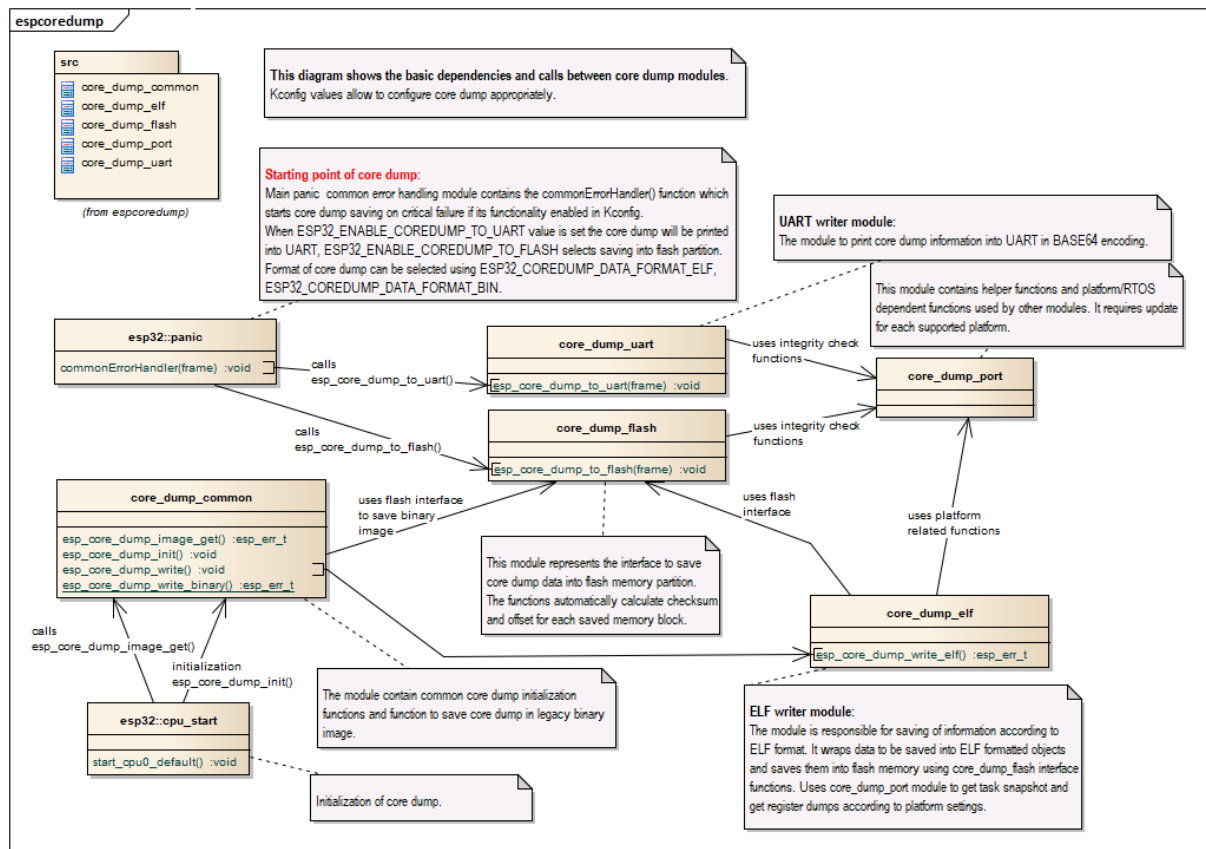 espcoredump
src
core_dump_common
core_dump_elf
core_dump_flash
core_dump_port
core_dump_uart
(from espcoredump)
This diagram shows the basic dependencies and calls between core dump modules.
Kconfig values allow to configure core dump appropriately.
Starting point of core dump:
Main panic common error handling module contains the commonErrorHandler() function which
starts core dump saving on critical failure if its functionality enabled in Kconfig.
When ESP32_ENABLE_COREDUMP_TO_UART value is set the core dump will be printed
into UART, ESP32_ENABLE_COREDUMP_TO_FLASH selects saving into flash partition.
Format of core dump can be selected using ESP32_COREDUMP_DATA_FORMAT_ELF,
ESP32_COREDUMP_DATA_FORMAT_BIN.
UART writer module:
The module to print core dump information into UART in BASE64 encoding.
This module contains helper functions and platform/RTOS
dependent functions used by other modules. It requires update
for each supported platform.
esp32::panic
commonErrorHandler(frame) :void
calls
esp_core_dump_to_uart()
core_dump_uart
esp_core_dump_to_uart(frame) :void
uses integrity check
functions
core_dump_port
calls
esp_core_dump_to_flash()
core_dump_flash
esp_core_dump_to_flash(frame) :void
uses integrity check
functions
core_dump_common
esp_core_dump_image_get() :esp_err_t
esp_core_dump_init() :void
esp_core_dump_write() :void
esp_core_dump_write_binary() :esp_err_t
uses flash interface
to save binary
image
uses flash
interface
uses platform
related functions
This module represents the interface to save
core dump data into flash memory partition.
The functions automatically calculate checksum
and offset for each saved memory block.
core_dump_elf
esp_core_dump_write_elf() :esp_err_t
calls
esp_core_dump_image_get()
initialization
esp_core_dump_init()
The module contain common core dump initialization
functions and function to save core dump in legacy binary
image.
esp32::cpu_start
start_cpu0_default() :void
Initialization of core dump.
ELF writer module:
The module is responsible for saving of information according to
ELF format. It wraps data to be saved into ELF formatted objects
and saves them into flash memory using core_dump_flash interface
functions. Uses core_dump_port module to get task snapshot and
get register dumps according to platform settings.